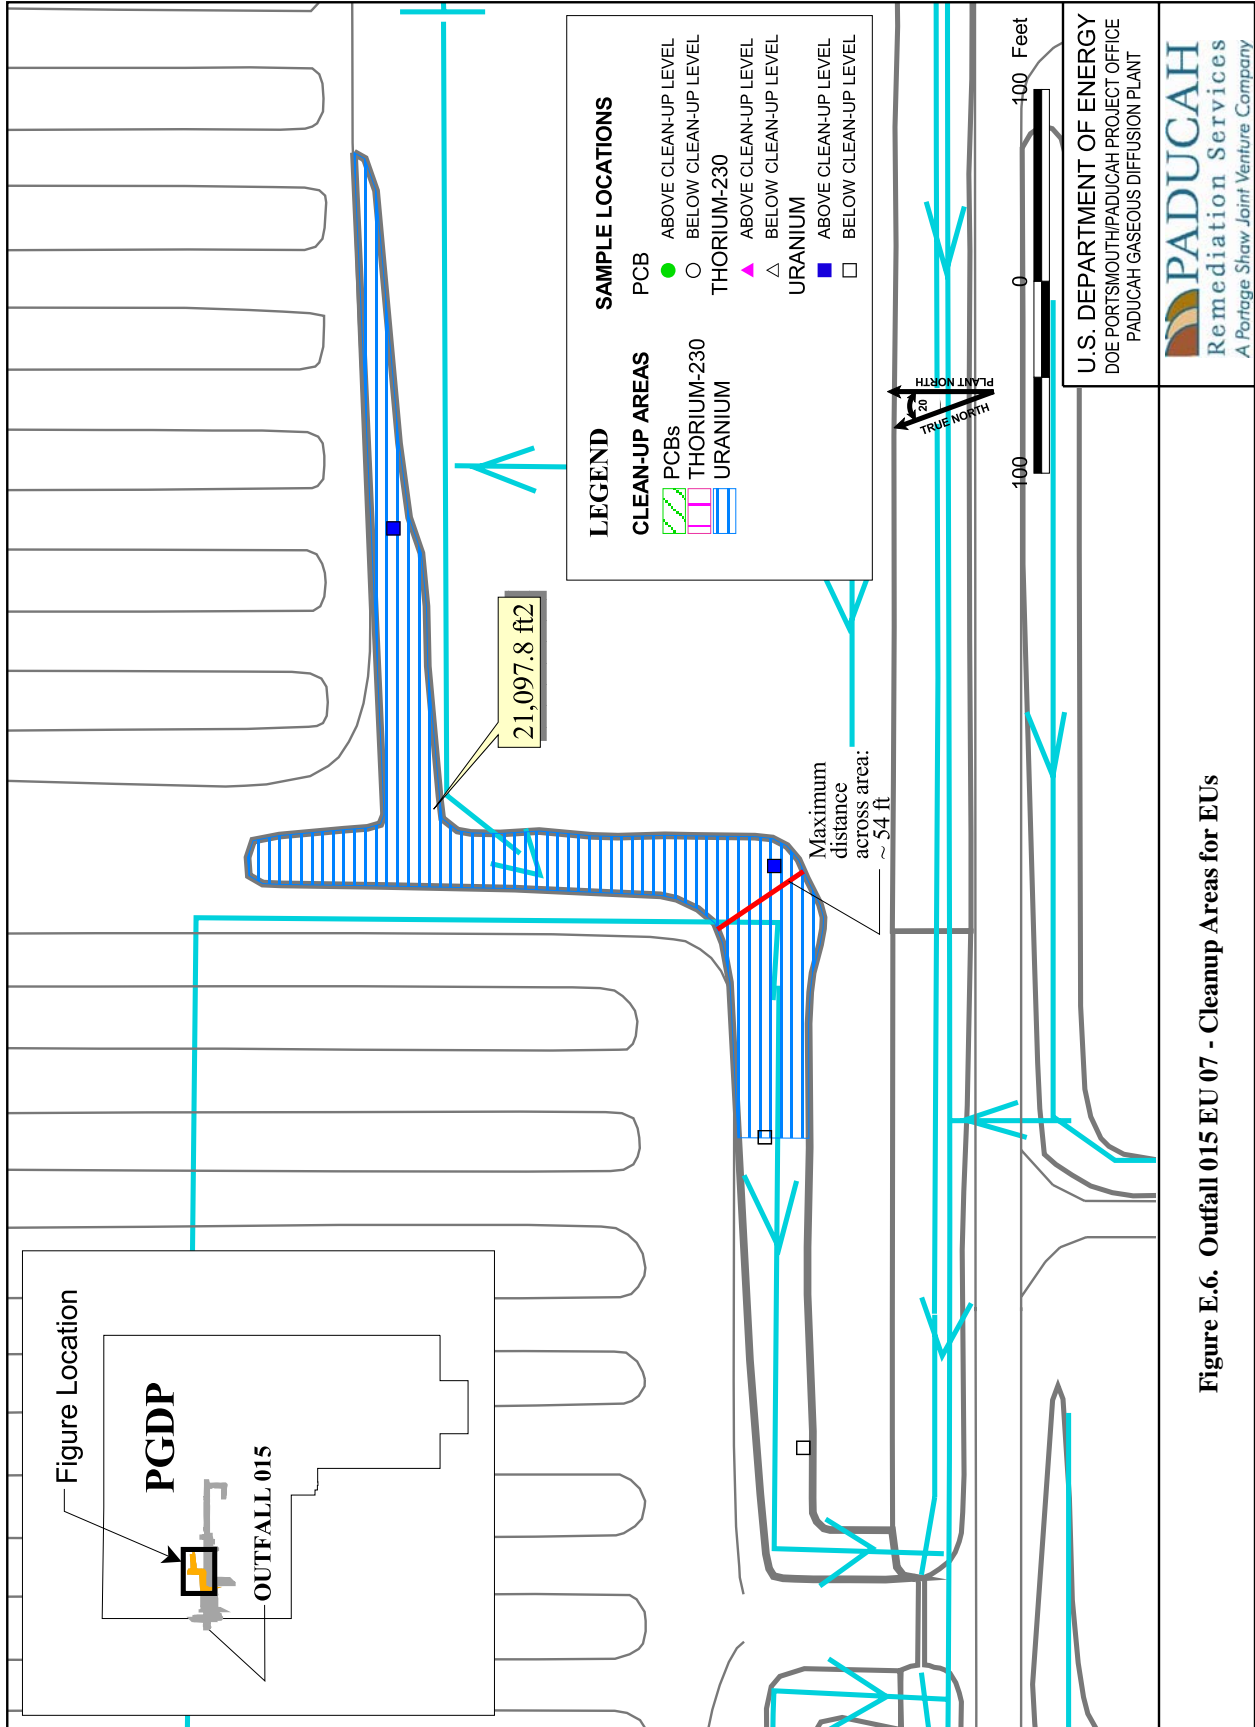 Figure Location
PGDP
OUTFALL 015
21,097.8 ft2
Maximum
distance
across area:
~ 54 ft
LEGEND
CLEAN-UP AREAS
PCBs
THORIUM-230
URANIUM
SAMPLE LOCATIONS
PCB
ABOVE CLEAN-UP LEVEL
BELOW CLEAN-UP LEVEL
THORIUM-230
ABOVE CLEAN-UP LEVEL
BELOW CLEAN-UP LEVEL
URANIUM
ABOVE CLEAN-UP LEVEL
BELOW CLEAN-UP LEVEL
PLANT NORTH
20
TRUE NORTH
100 0 100 Feet
U.S. DEPARTMENT OF ENERGY
DOE PORTSMOUTH/PADUCAH PROJECT OFFICE
PADUCAH GASEOUS DIFFUSION PLANT
PADUCAH
Remediation Services
A Portage Shaw Joint Venture Company
Figure E.6. Outfall 015 EU 07 - Cleanup Areas for EUs